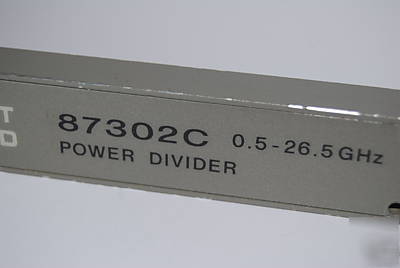 T
D
87302C 0.5-26.5GHz
POWER DIVIDER